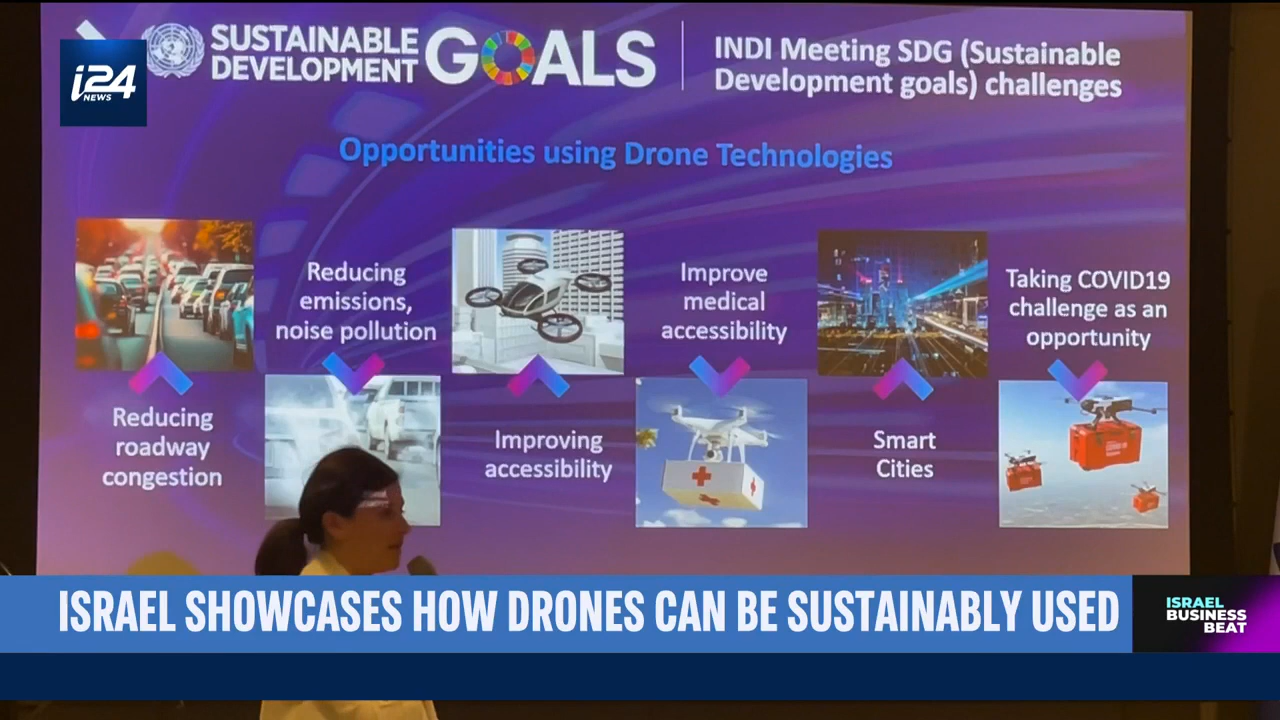 i24
NEWS
SUSTAINABLE
DEVELOPMENT
GOALS
INDI Meeting SDG (Sustainable
Development goals) challenges
Opportunities using Drone Technologies
Reducing
roadway
congestion
Reducing
emissions,
noise pollution
Improving
accessibility
Improve
medical
accessibility
Smart
Cities
Taking COVID19
challenge as an
opportunity
ISRAEL SHOWCASES HOW DRONES CAN BE SUSTAINABLY USED
ISRAEL
BUSINESS
BEAT